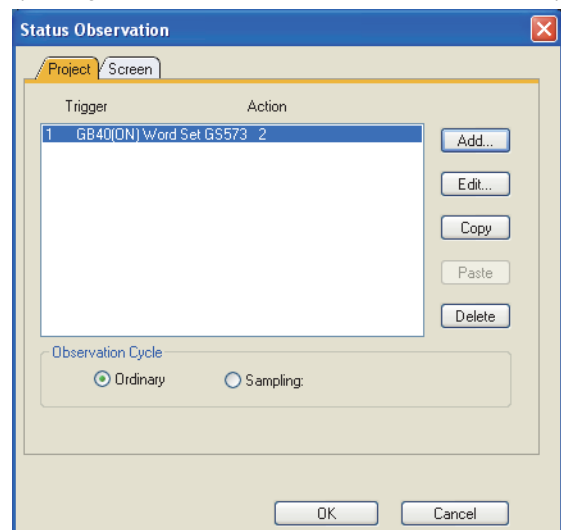 Status Observation
Project Screen
Trigger Action
1 GB40(ON) Word Set GS573 2
Add...
Edit...
Copy
Paste
Delete
Observation Cycle
Ordinary Sampling:
OK Cancel